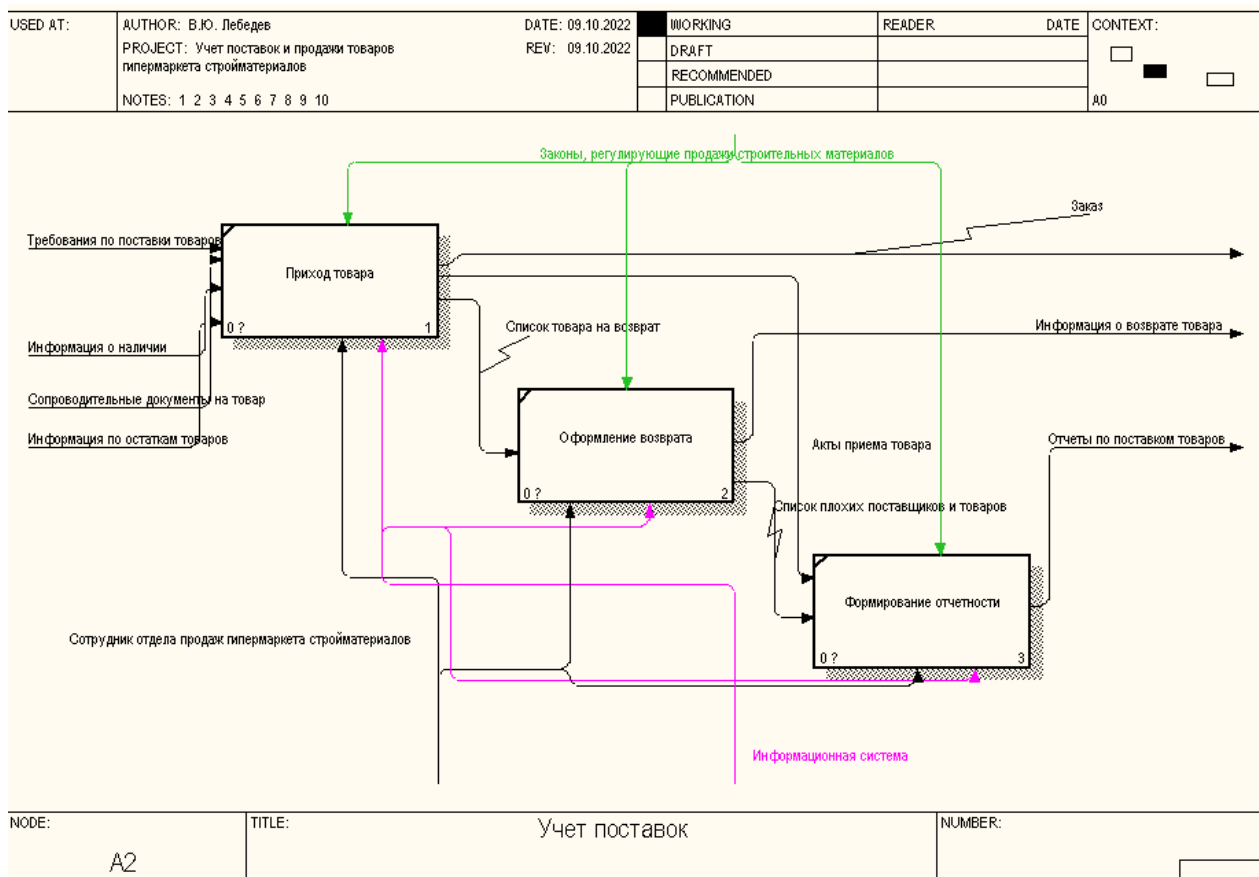 USED AT:
AUTHOR: В.Ю. Лебедев
DATE: 09.10.2022
PROJECT: Учет поставок и продажи товаров
гипермаркета стройматериалов
REV: 09.10.2022
NOTES: 1 2 3 4 5 6 7 8 9 10
WORKING
DRAFT
RECOMMENDED
PUBLICATION
READER
DATE
CONTEXT:
A0
Законы, регулирующие продажи строительных материалов
Заказ
Требования по поставки товаров
Приход товара
0 ?
1
Информация о наличии
Сопроводительные документы на товар
Информация по остаткам товаров
Список товара на возврат
Информация о возврате товара
Оформление возврата
0 ?
2
Акты приема товара
Отчеты по поставком товаров
Список плохих поставщиков и товаров
Формирование отчетности
0 ?
3
Сотрудник отдела продаж гипермаркета стройматериалов
Информационная система
NODE:
A2
TITLE:
Учет поставок
NUMBER: